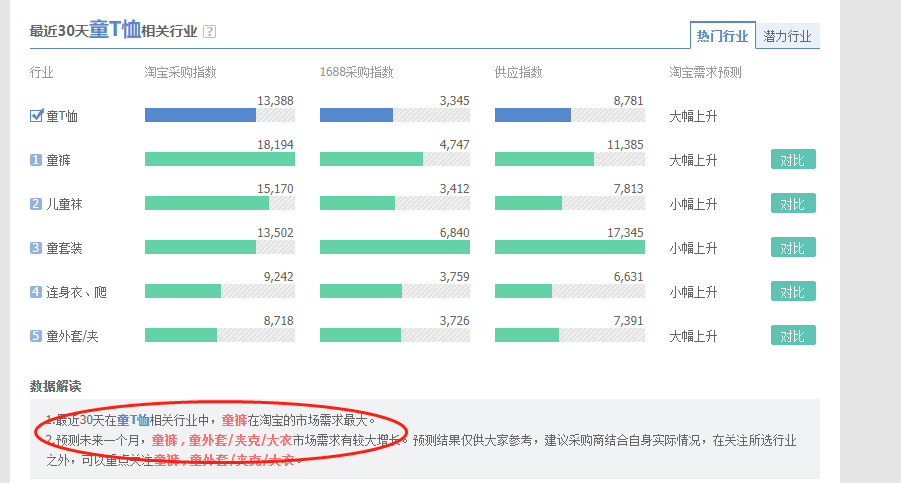 最近30天童T恤相关行业 ?
热门行业 潜力行业
行业 淘宝采购指数 1688采购指数 供应指数 淘宝需求预测
童T恤 13,388 3,345 8,781 大幅上升
1 童裤 18,194 4,747 11,385 大幅上升 对比
2 儿童袜 15,170 3,412 7,813 小幅上升 对比
3 童套装 13,502 6,840 17,345 小幅上升 对比
4 连身衣、爬 9,242 3,759 6,631 小幅上升 对比
5 童外套/夹 8,718 3,726 7,391 大幅上升 对比
数据解读
1.最近30天在童T恤相关行业中，童裤在淘宝的市场需求最大。
2.预测未来一个月，童裤，童外套/夹克/大衣市场需求有较大增长。预测结果仅供大家参考，建议采购商结合自身实际情况，在关注所选行业
之外，可以重点关注童裤，童外套/夹克/大衣。